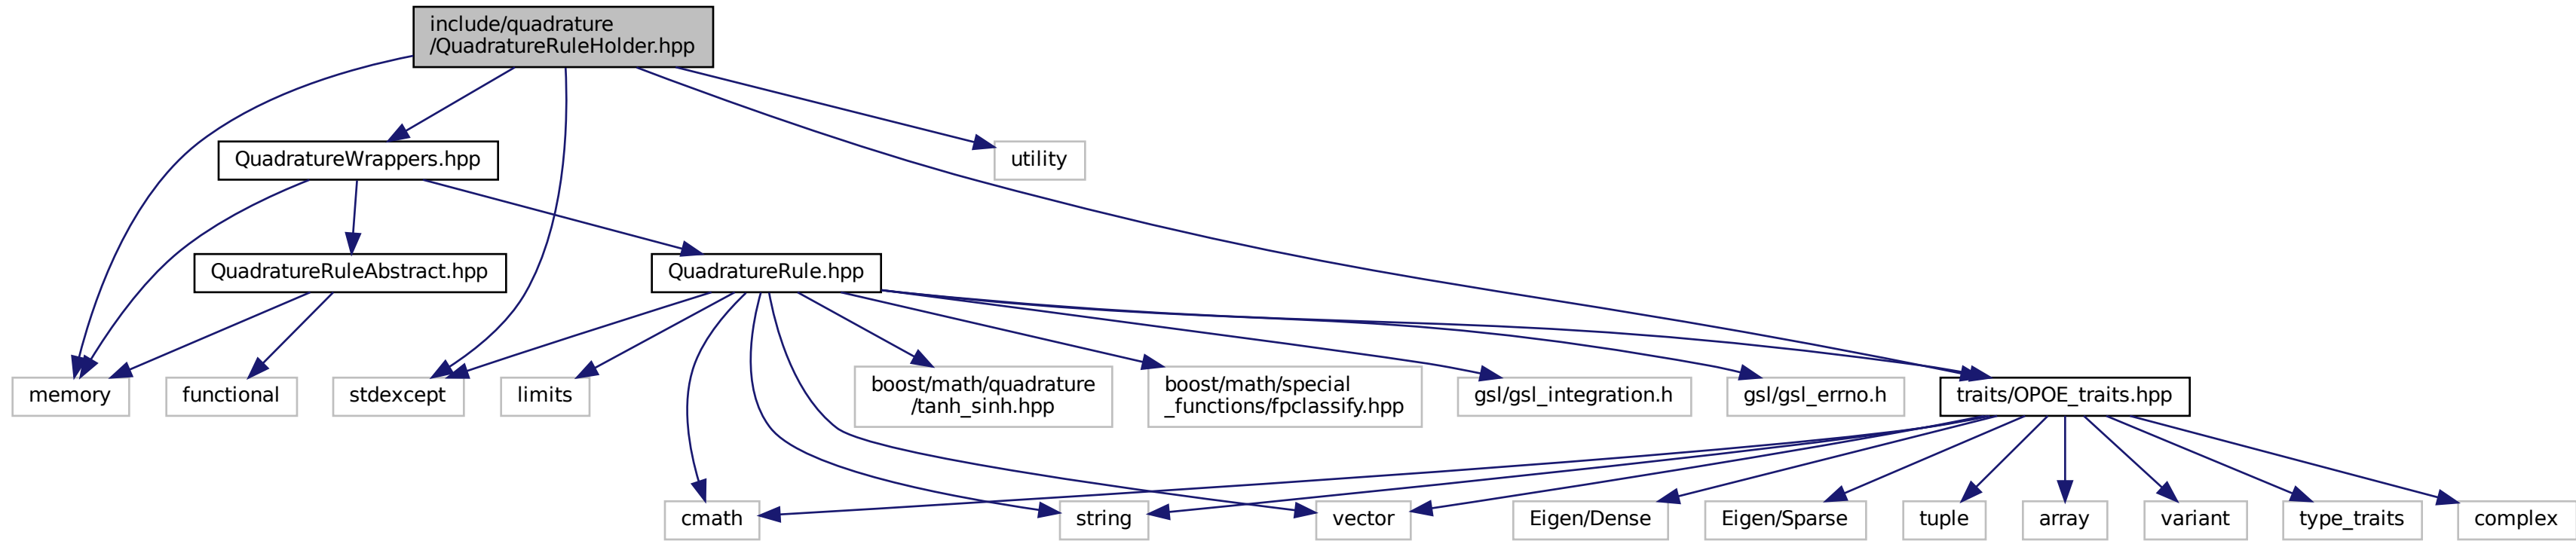 include/quadrature
/QuadratureRuleHolder.hpp
QuadratureWrappers.hpp
utility
QuadratureRuleAbstract.hpp
QuadratureRule.hpp
memory
functional
stdexcept
limits
boost/math/quadrature
/tanh_sinh.hpp
boost/math/special
_functions/fpclassify.hpp
gsl/gsl_integration.h
gsl/gsl_errno.h
traits/OPOE_traits.hpp
cmath
string
vector
Eigen/Dense
Eigen/Sparse
tuple
array
variant
type_traits
complex